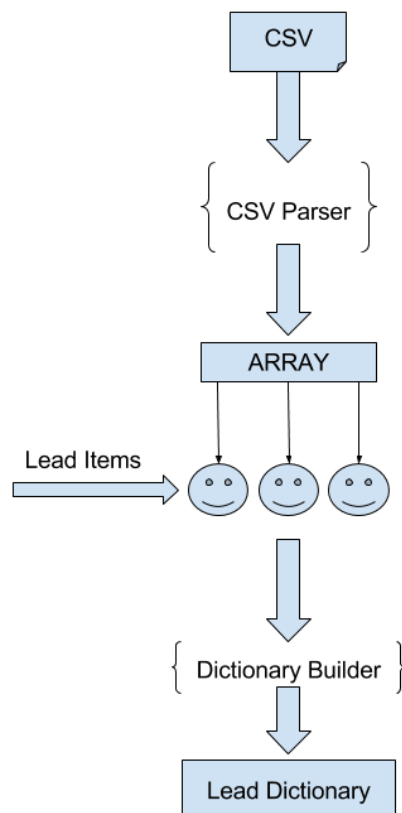 CSV
CSV Parser
ARRAY
Lead Items
Dictionary Builder
Lead Dictionary